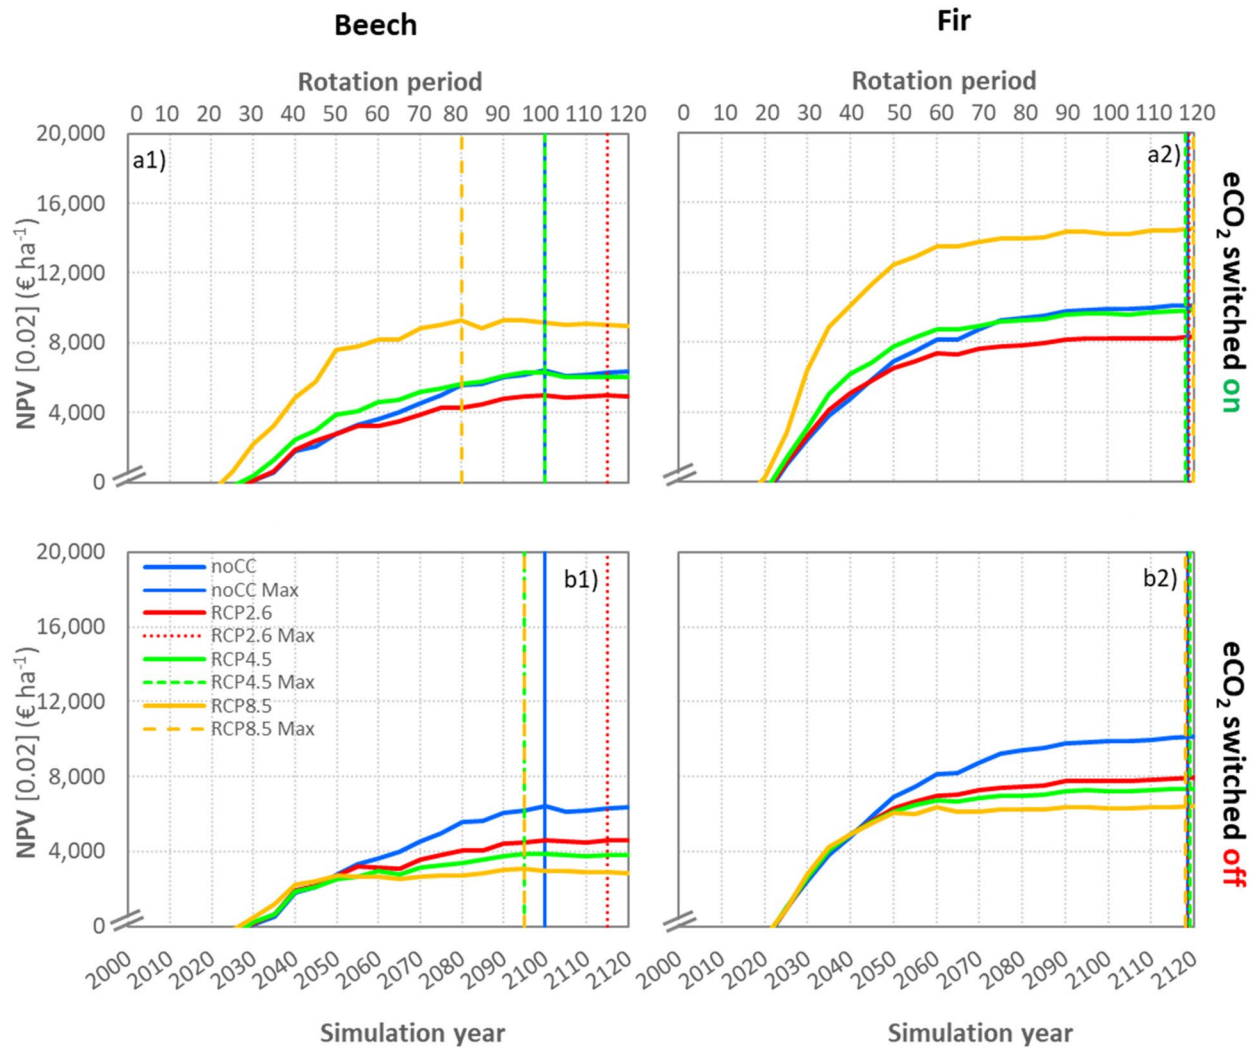 Beech
Fir
Rotation period
Rotation period
0 10 20 30 40 50 60 70 80 90 100 110 120
0 10 20 30 40 50 60 70 80 90 100 110 120
a1)
a2)
20,000
16,000
12,000
8,000
4,000
0
NPV [0.02] (€ ha⁻¹)
eCO₂ switched on
b1)
b2)
20,000
16,000
12,000
8,000
4,000
0
NPV [0.02] (€ ha⁻¹)
noCC
noCC Max
RCP2.6
RCP2.6 Max
RCP4.5
RCP4.5 Max
RCP8.5
RCP8.5 Max
eCO₂ switched off
2000 2010 2020 2030 2040 2050 2060 2070 2080 2090 2100 2110 2120
2000 2010 2020 2030 2040 2050 2060 2070 2080 2090 2100 2110 2120
Simulation year
Simulation year